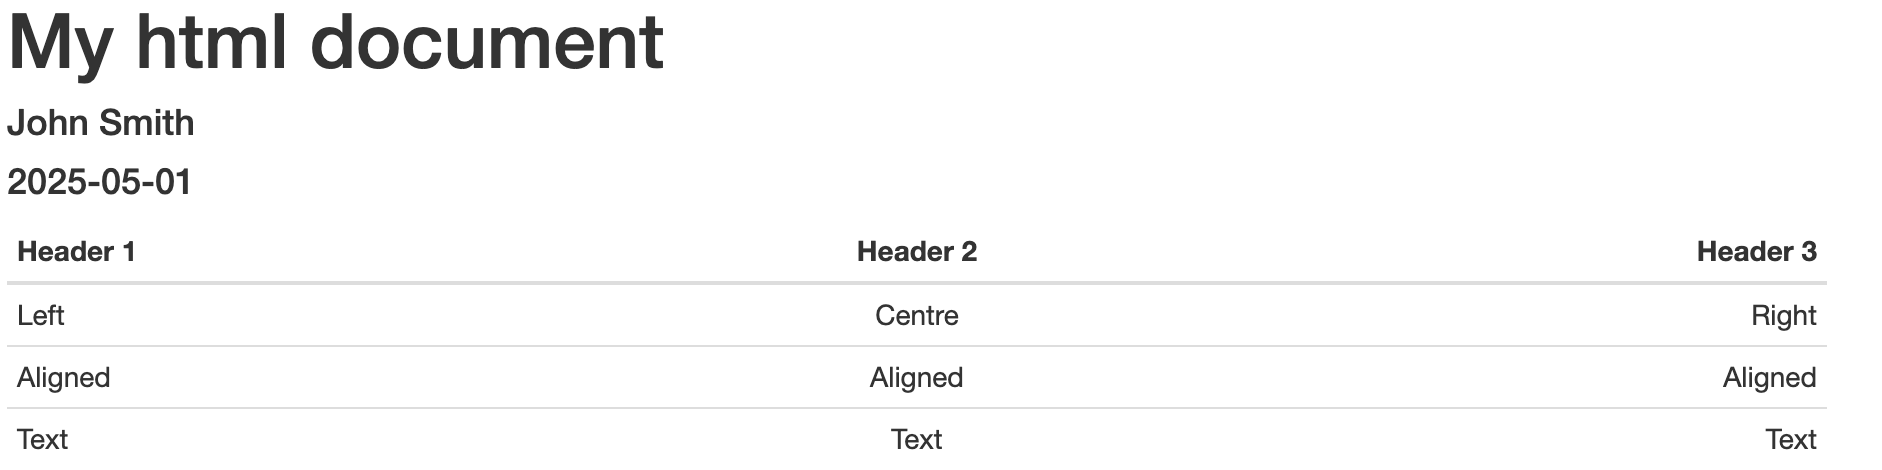 My html document
John Smith
2025-05-01
Header 1 Header 2 Header 3
Left Centre Right
Aligned Aligned Aligned
Text Text Text